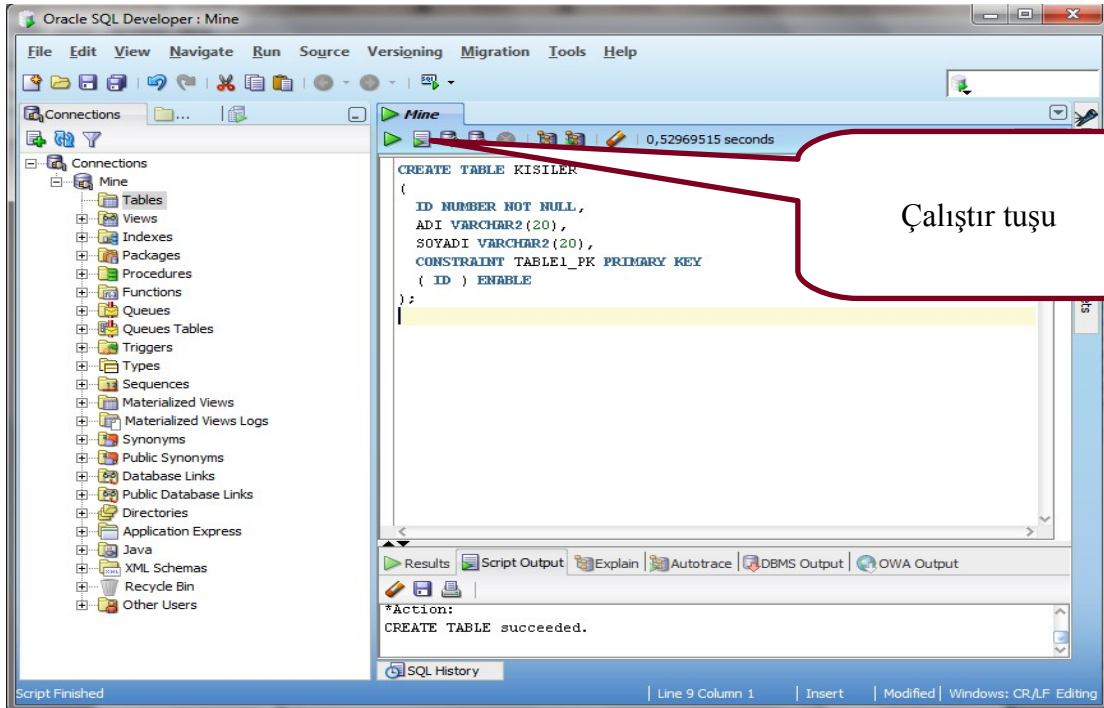 Oracle SQL Developer : Mine
File Edit View Navigate Run Source Versioning Migration Tools Help
Connections ...
Mine
0,52969515 seconds
Connections
Mine
Tables
Views
Indexes
Packages
Procedures
Functions
Queues
Queues Tables
Triggers
Types
Sequences
Materialized Views
Materialized Views Logs
Synonyms
Public Synonyms
Database Links
Public Database Links
Directories
Application Express
Java
XML Schemas
Recycle Bin
Other Users
CREATE TABLE KISILER
(
ID NUMBER NOT NULL,
ADI VARCHAR2(20),
SOYADI VARCHAR2(20),
CONSTRAINT TABLE1_PK PRIMARY KEY
( ID ) ENABLE
);
Çalıştır tuşu
Results Script Output Explain Autotrace DBMS Output OWA Output
*Action:
CREATE TABLE succeeded.
SQL History
Script Finished
Line 9 Column 1 Insert Modified Windows: CR/LF Editing